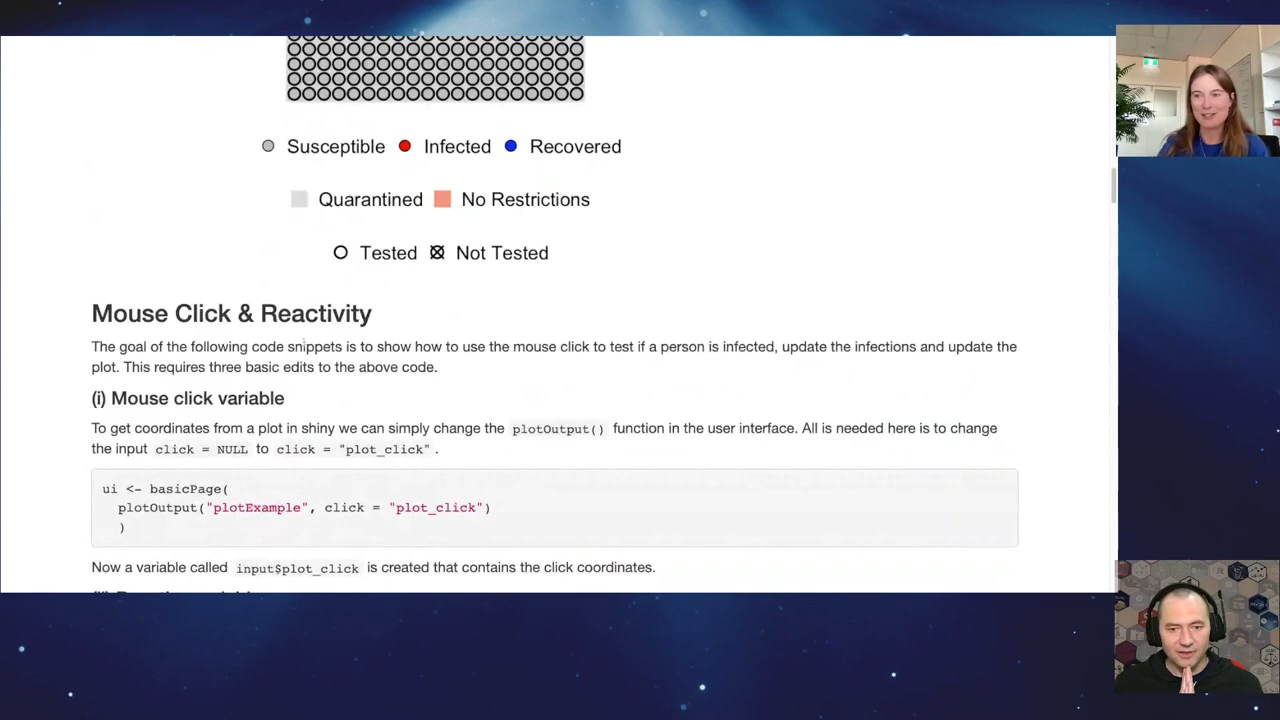 Susceptible Infected Recovered
Quarantined No Restrictions
Tested Not Tested
Mouse Click & Reactivity
The goal of the following code snippets is to show how to use the mouse click to test if a person is infected, update the infections and update the
plot. This requires three basic edits to the above code.
(i) Mouse click variable
To get coordinates from a plot in shiny we can simply change the plotOutput() function in the user interface. All is needed here is to change
the input click = NULL to click = "plot_click".
ui <- basicPage(
plotOutput("plotExample", click = "plot_click")
)
Now a variable called input$plot_click is created that contains the click coordinates.